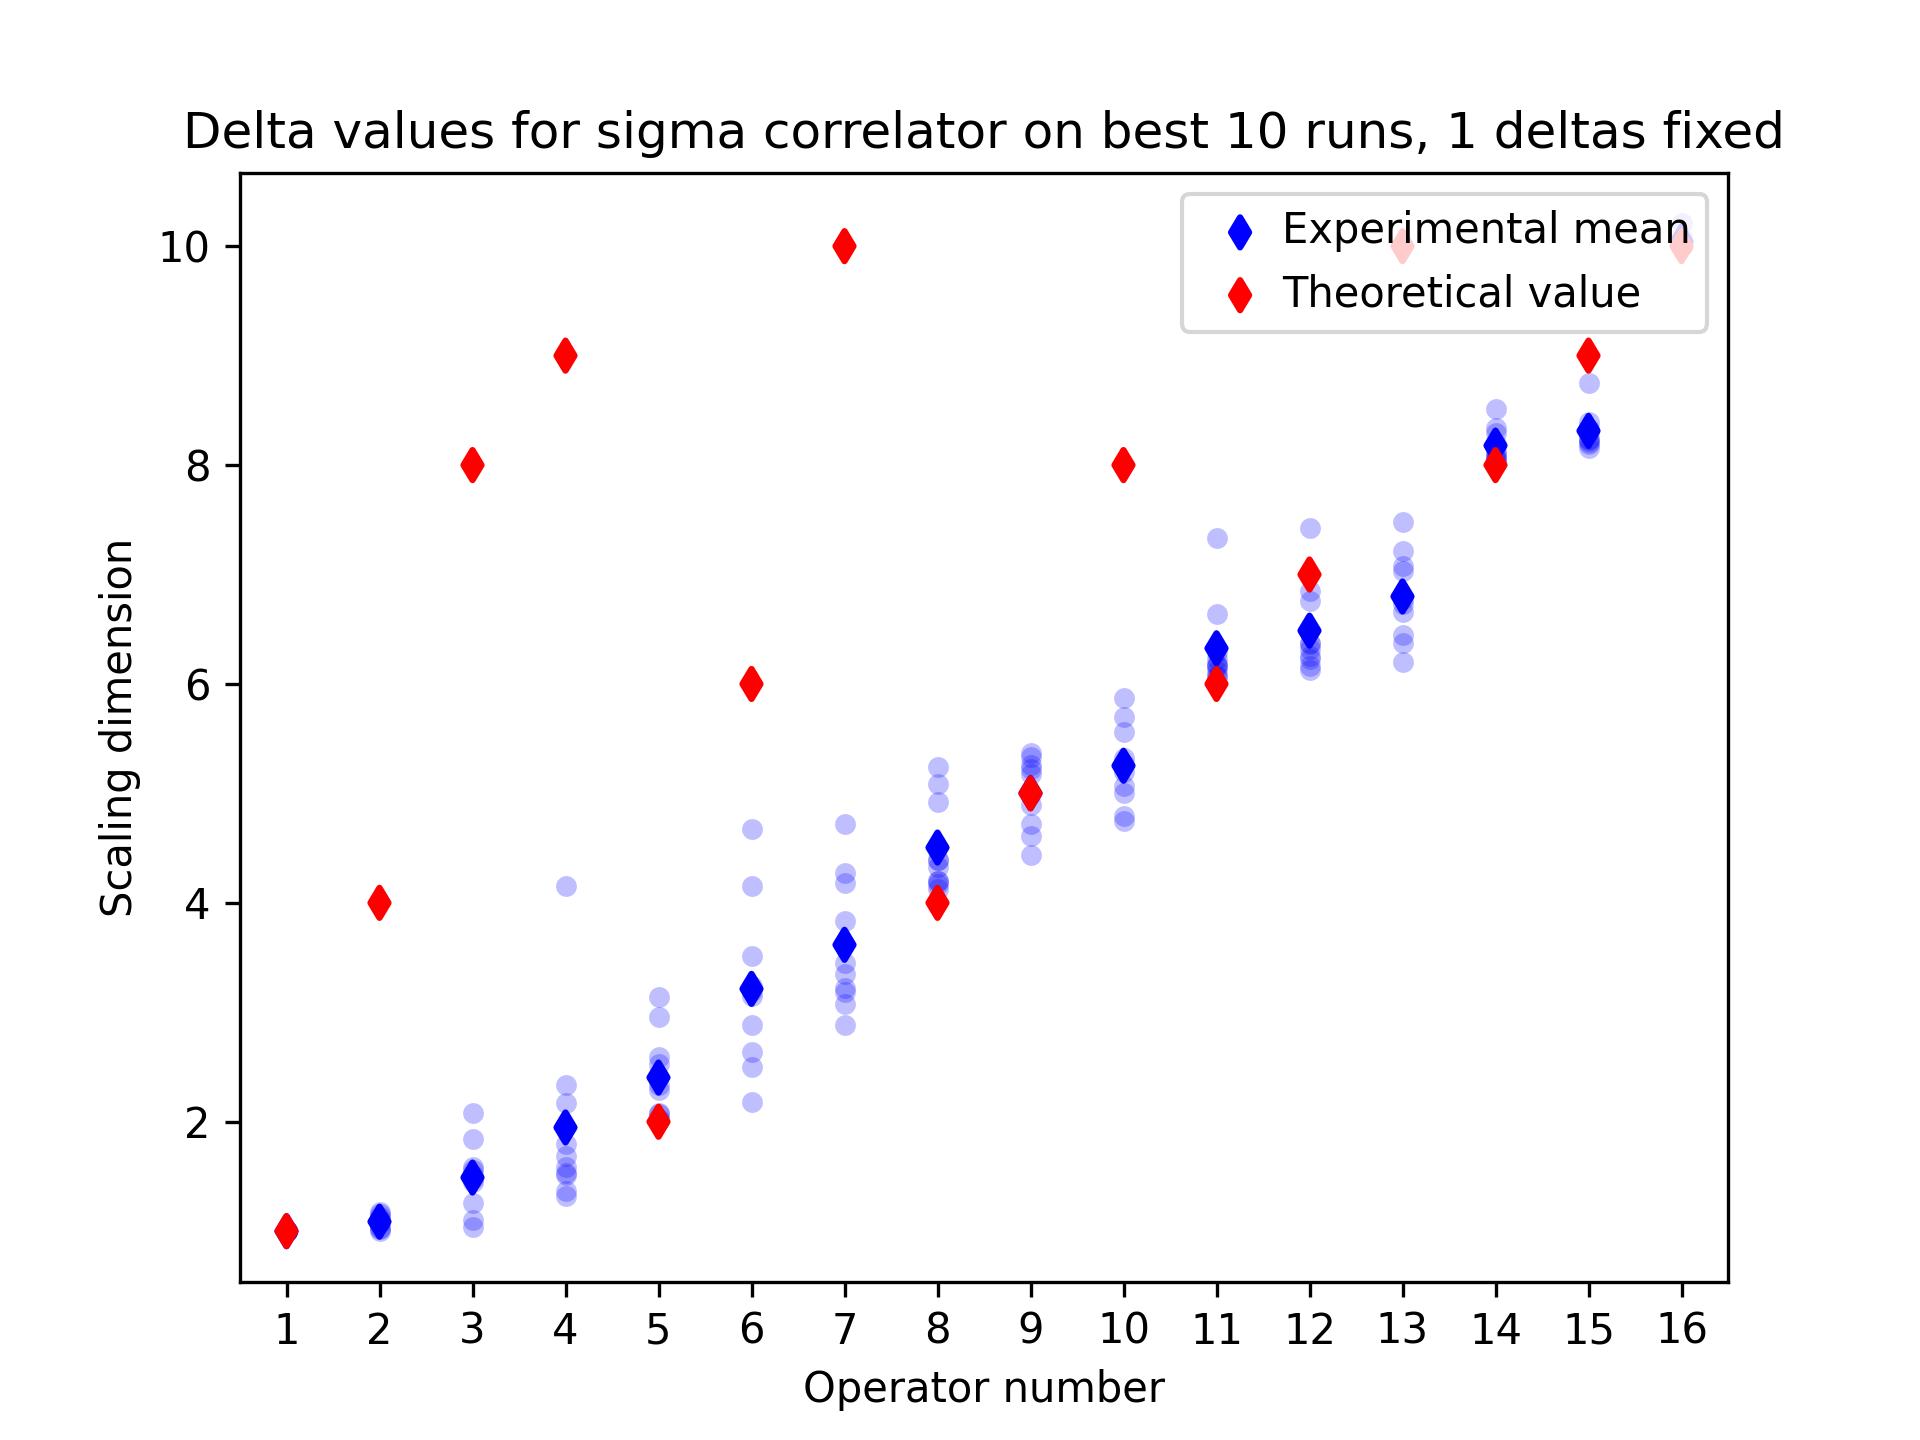 Delta values for sigma correlator on best 10 runs, 1 deltas fixed
Experimental mean
Theoretical value
10
8
6
4
2
Scaling dimension
1 2 3 4 5 6 7 8 9 10 11 12 13 14 15 16
Operator number